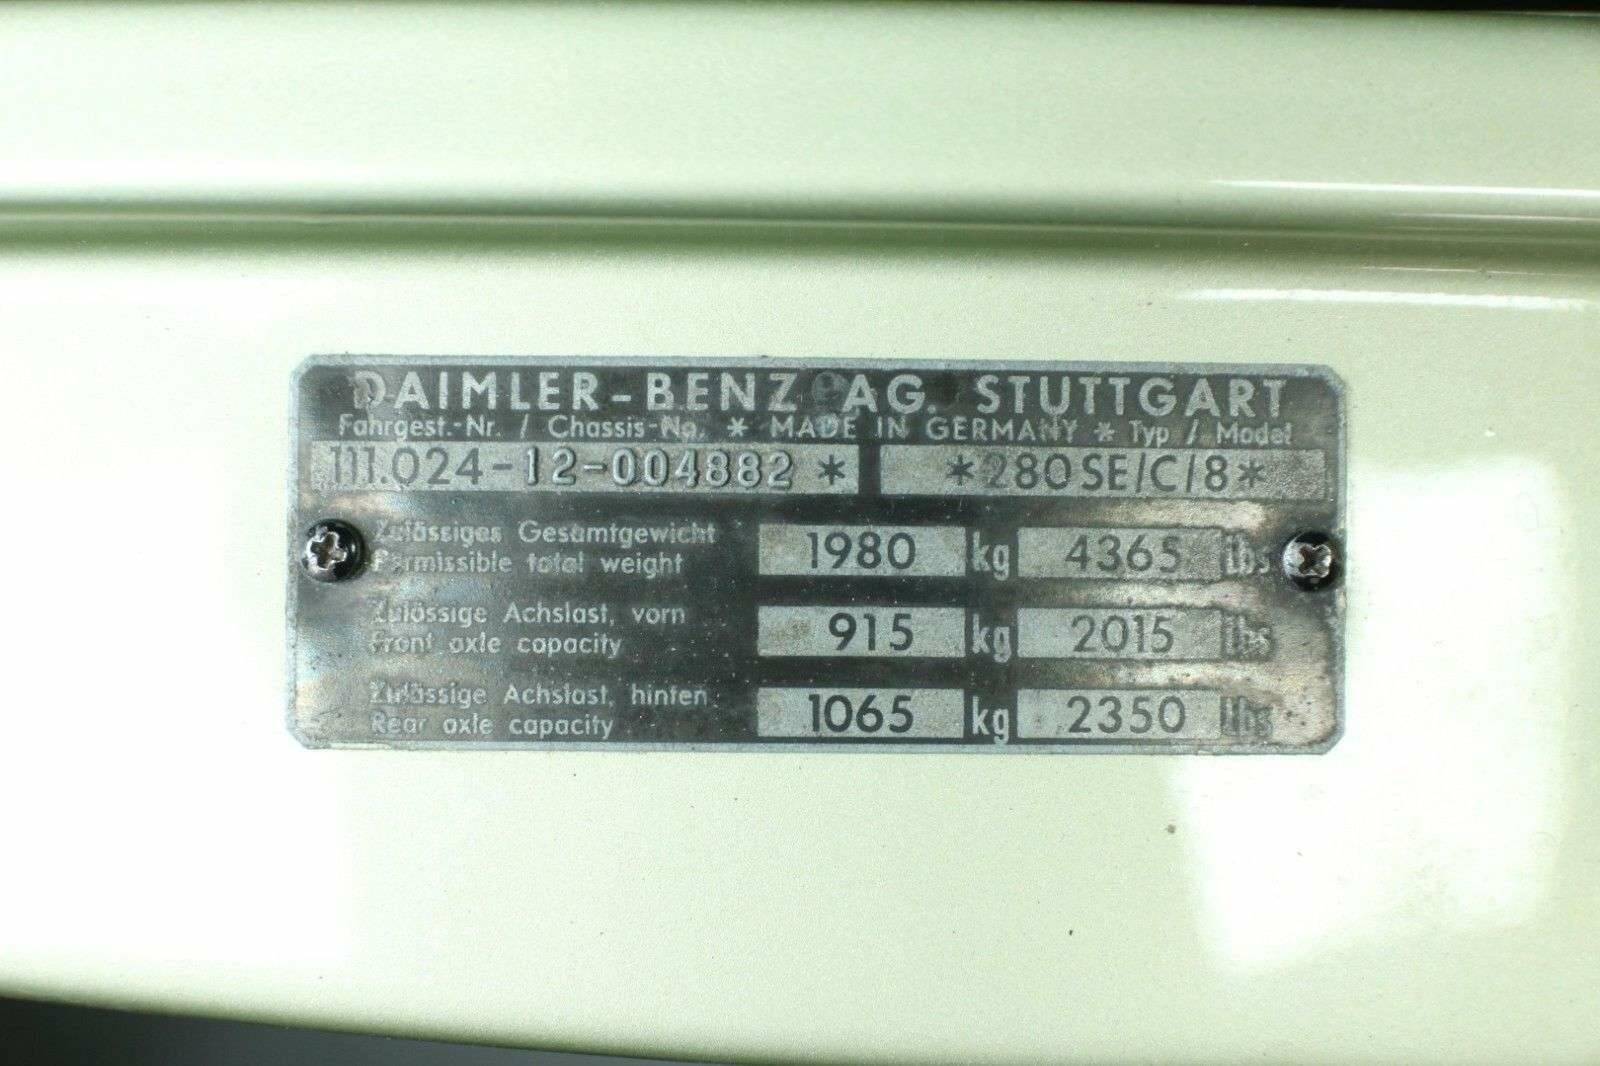 DAIMLER-BENZ AG. STUTTGART
Fahrgest.-Nr. / Chassis-No. * MADE IN GERMANY * Typ / Model
111.024-12-004882 * *280SE/C/8*
Zulässiges Gesamtgewicht
Permissible total weight
1980 kg 4365 lbs
Zulässige Achslast, vorn
Front axle capacity
915 kg 2015 lbs
Zulässige Achslast, hinten
Rear axle capacity
1065 kg 2350 lbs